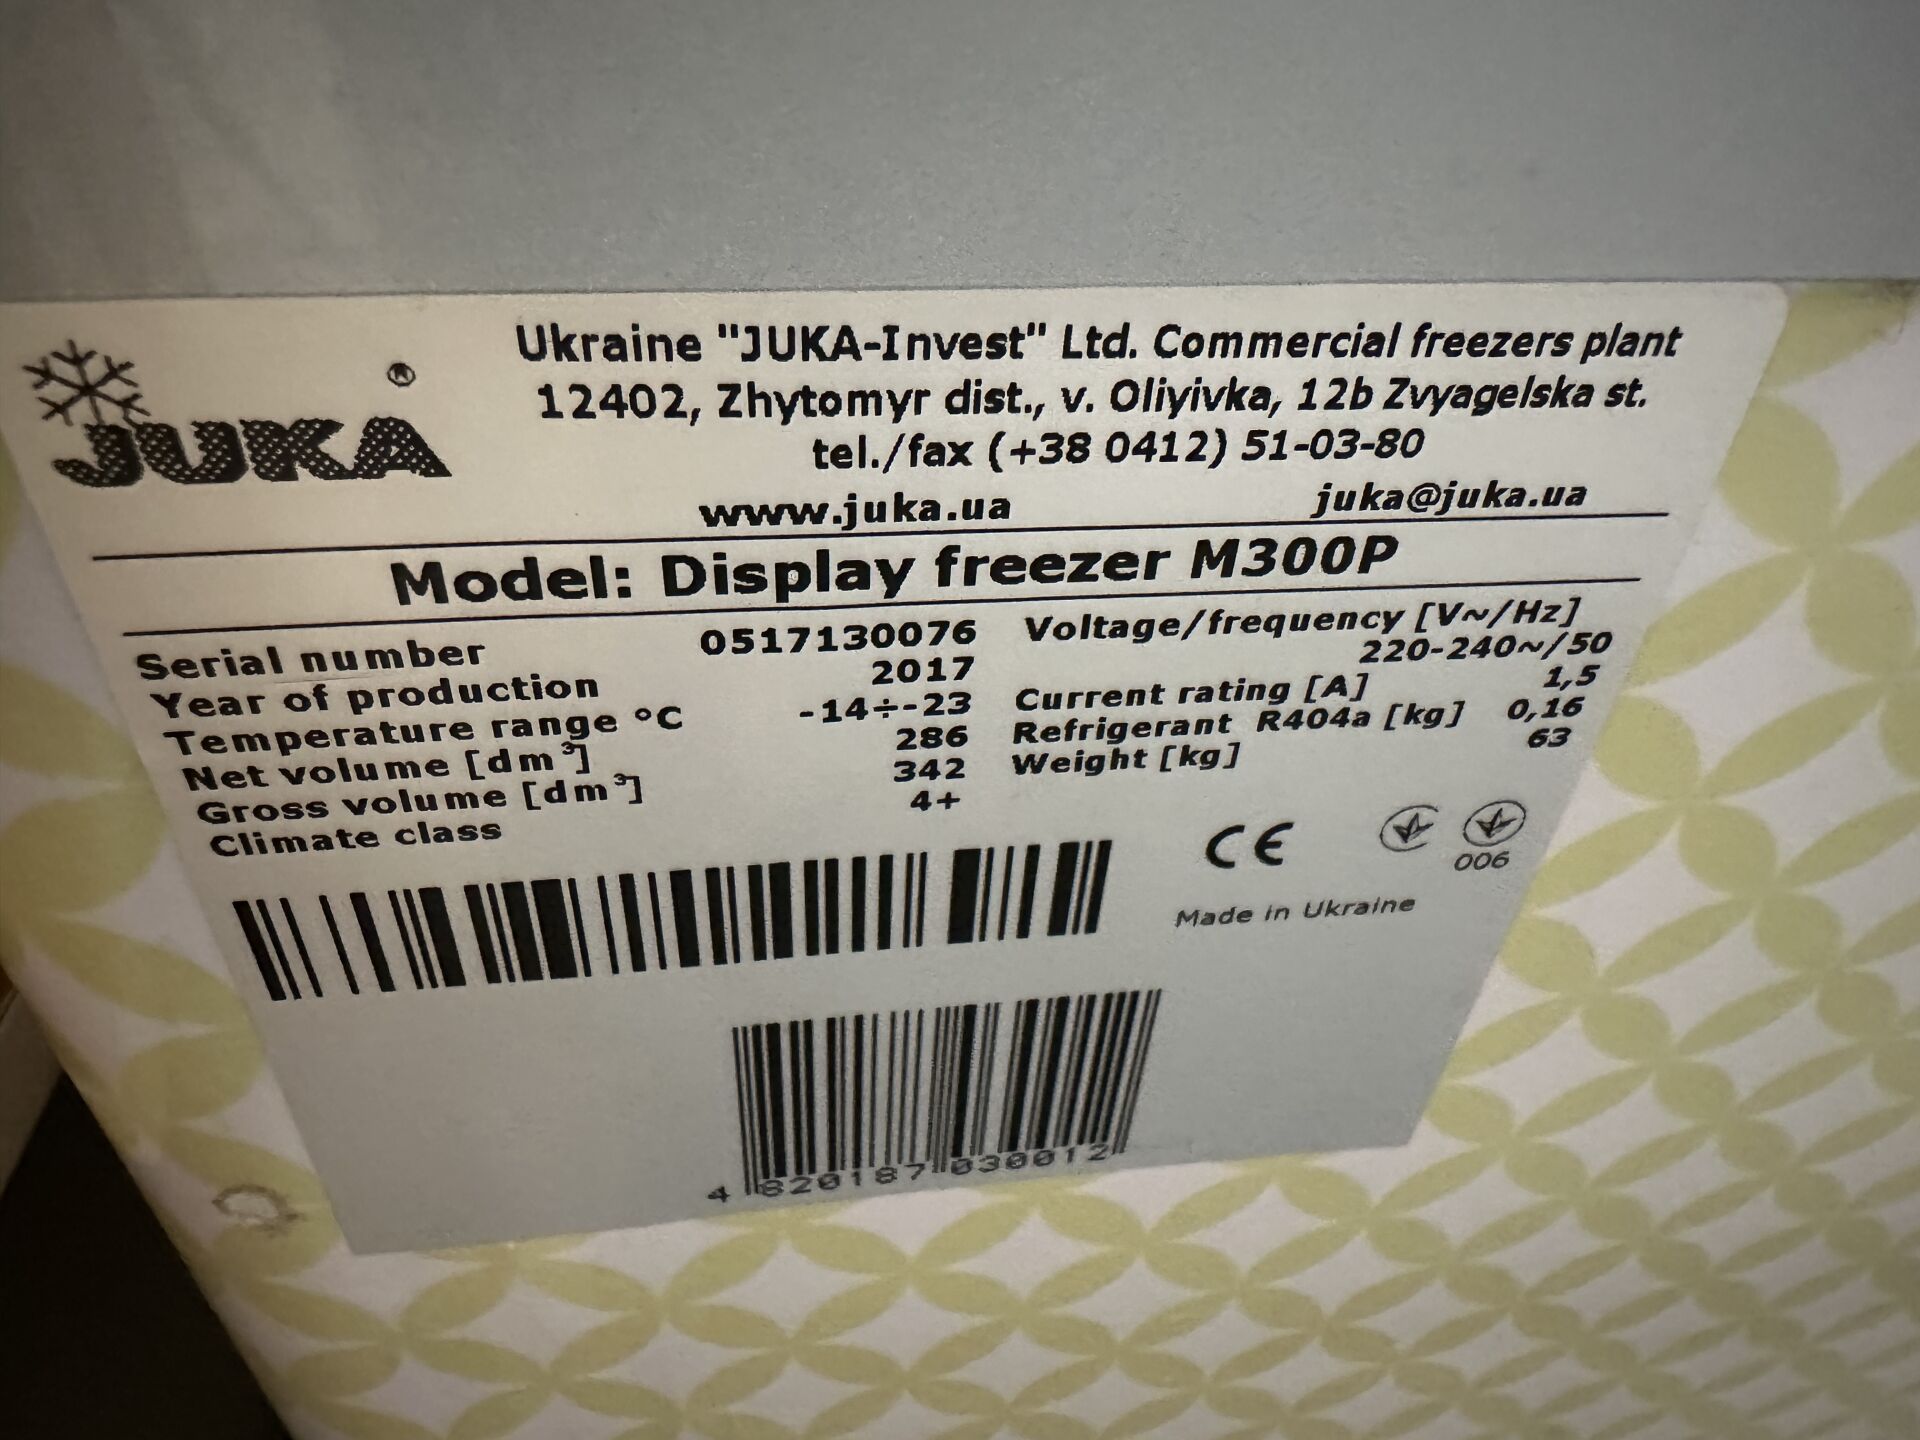 JUKA ®
Ukraine "JUKA-Invest" Ltd. Commercial freezers plant
12402, Zhytomyr dist., v. Oliyivka, 12b Zvyagelska st.
tel./fax (+38 0412) 51-03-80
www.juka.ua juka@juka.ua
Model: Display freezer M300P
Serial number 0517130076
Year of production 2017
Temperature range °C -14÷-23
Net volume [dm³] 286
Gross volume [dm³] 342
Climate class 4+
Voltage/frequency [V~/Hz]
220-240~/50
Current rating [A] 1,5
Refrigerant R404a [kg] 0,16
Weight [kg] 63
CE
006
Made in Ukraine
4 820187 030012